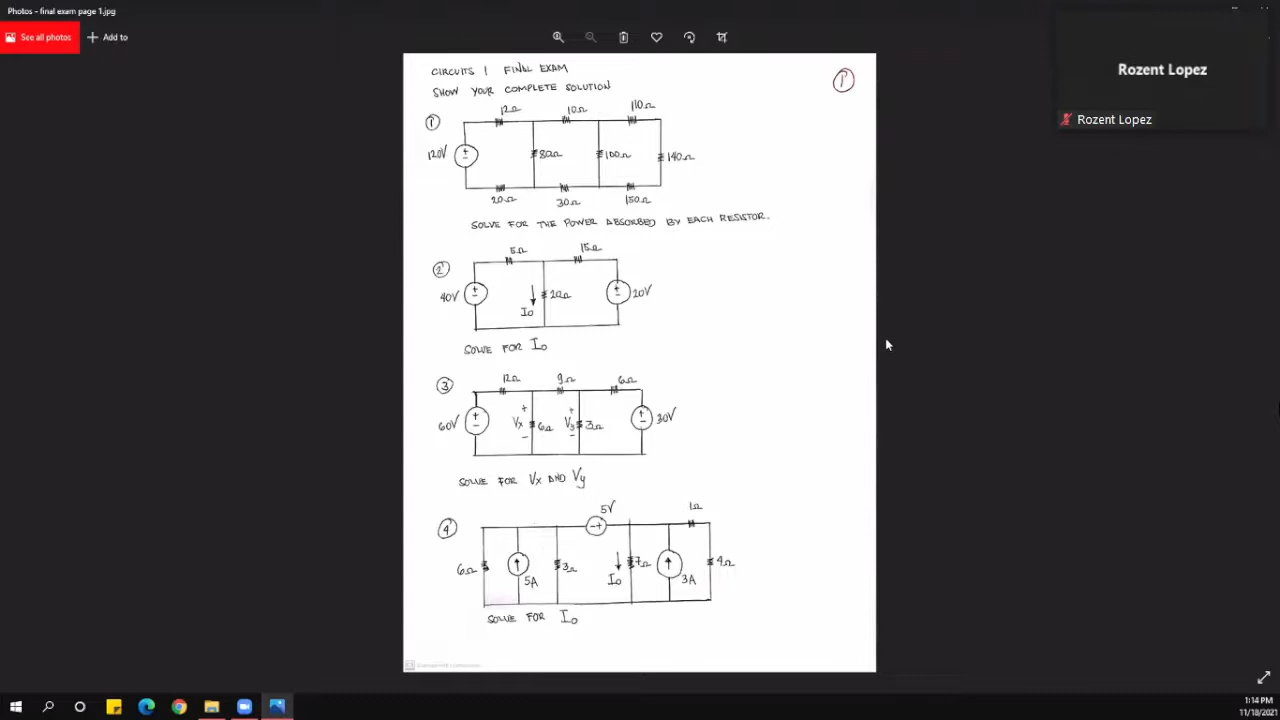 Photos - final exam page 1.jpg
See all photos
Add to
Rozent Lopez
Rozent Lopez
CIRCUITS 1 FINAL EXAM
SHOW YOUR COMPLETE SOLUTION
1
1
12Ω 10Ω 110Ω
120V 80Ω 100Ω 140Ω
20Ω 30Ω 150Ω
SOLVE FOR THE POWER ABSORBED BY EACH RESISTOR.
2
5Ω 15Ω
40V 20Ω 20V
Io
SOLVE FOR Io
3
12Ω 9Ω 6Ω
60V + Vx - 6Ω + Vy - 3Ω 30V
SOLVE FOR Vx AND Vy
4
5V 1Ω
6Ω 5A 3Ω Io 7Ω 3A 4Ω
SOLVE FOR Io
1:14 PM
11/18/2021